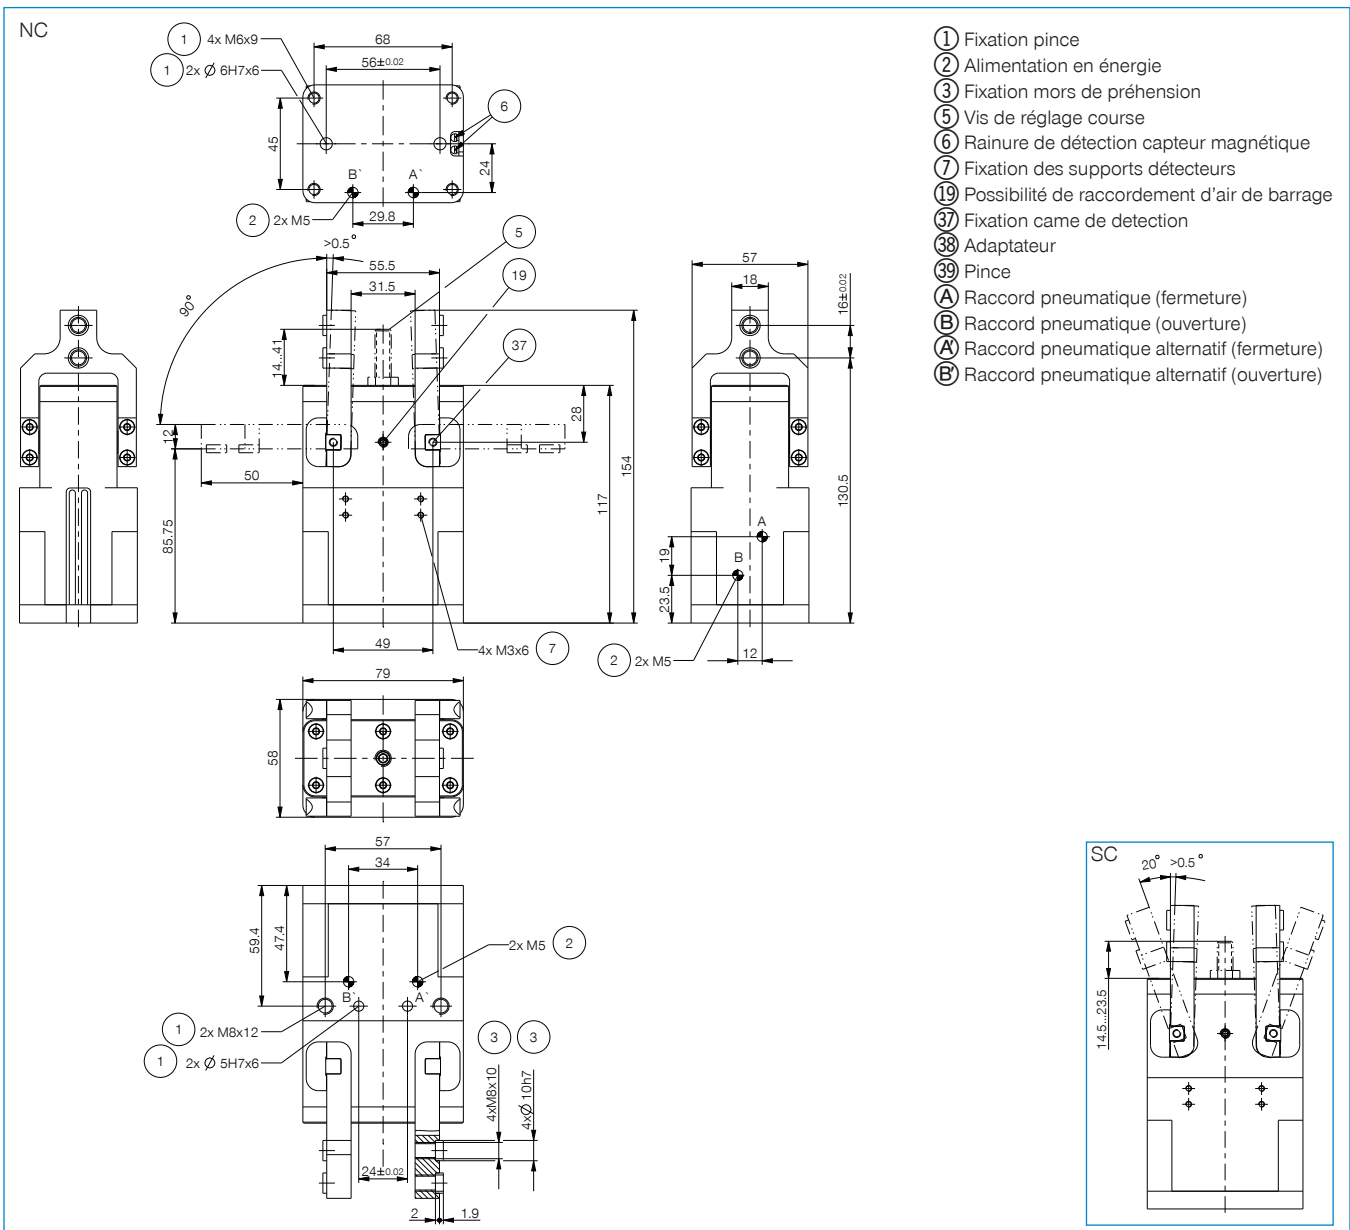 NC
1 4x M6x9
1 2x Ø 6H7x6
68
56±0.02
6
45
24
B`
A`
2 2x M5
29.8
>0.5°
5
55.5
19
31.5
90°
14...41
37
12
28
50
154
117
85.75
49
4x M3x6 7
57
18
16±0.02
130.5
A
19
B
23.5
2 2x M5
12
79
58
57
34
59.4
47.4
2x M5 2
B`
A`
1 2x M8x12
1 2x Ø 5H7x6
3 3
4xM8x10
4xØ 10h7
24±0.02
2
1.9
1 Fixation pince
2 Alimentation en énergie
3 Fixation mors de préhension
5 Vis de réglage course
6 Rainure de détection capteur magnétique
7 Fixation des supports détecteurs
19 Possibilité de raccordement d'air de barrage
37 Fixation came de detection
38 Adaptateur
39 Pince
A Raccord pneumatique (fermeture)
B Raccord pneumatique (ouverture)
A' Raccord pneumatique alternatif (fermeture)
B' Raccord pneumatique alternatif (ouverture)
SC
20° >0.5°
14.5...23.5